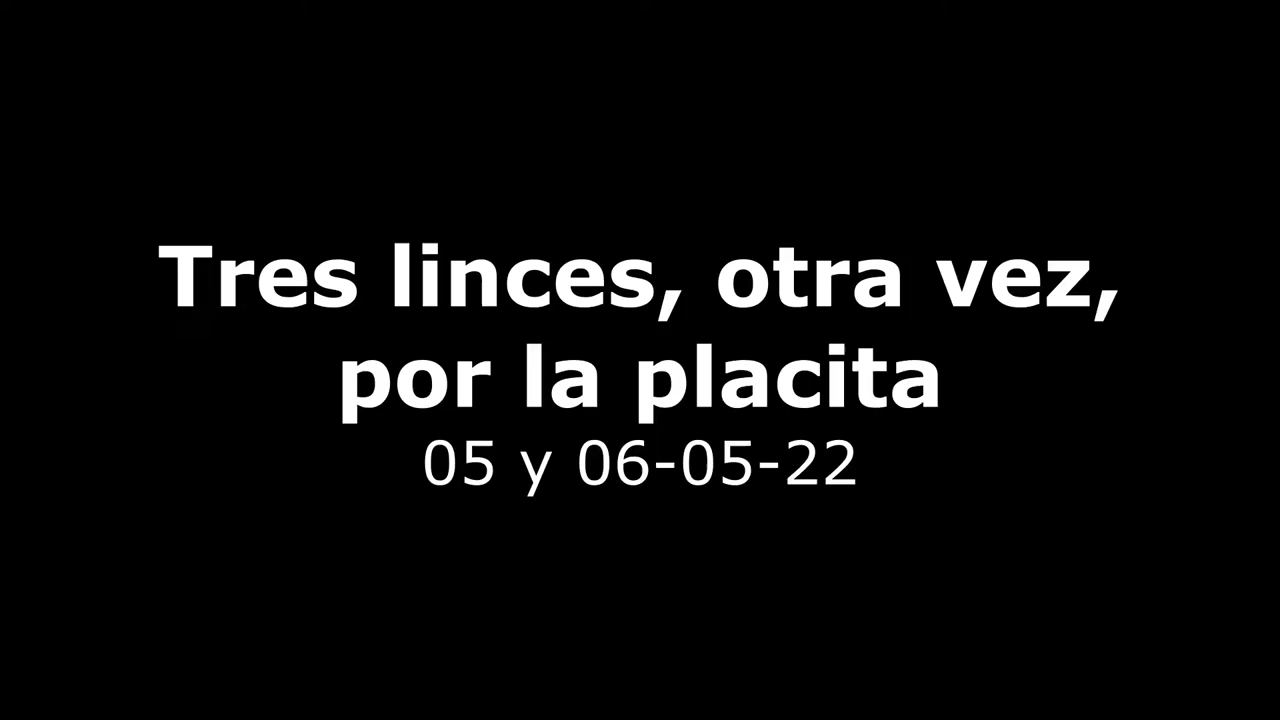 Tres linces, otra vez,
por la placita
05 y 06-05-22